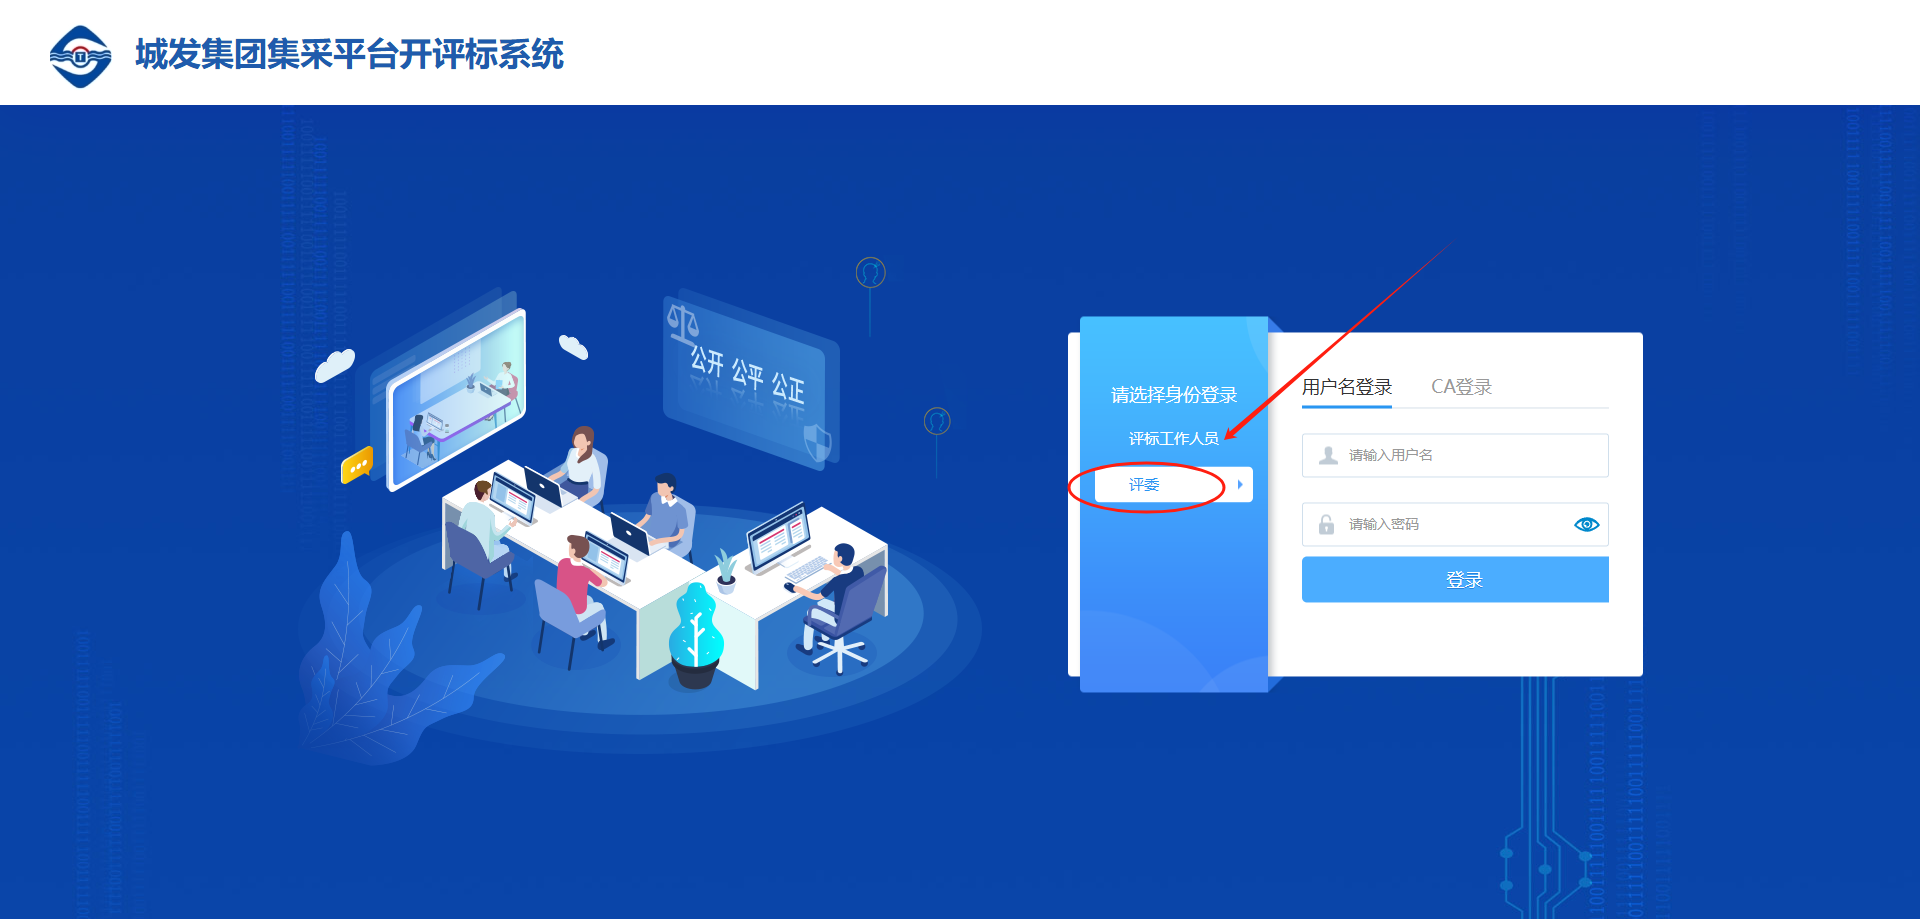 城发集团集采平台开评标系统
公开 公平 公正
请选择身份登录
评标工作人员
评委
用户名登录
CA登录
请输入用户名
请输入密码
登录